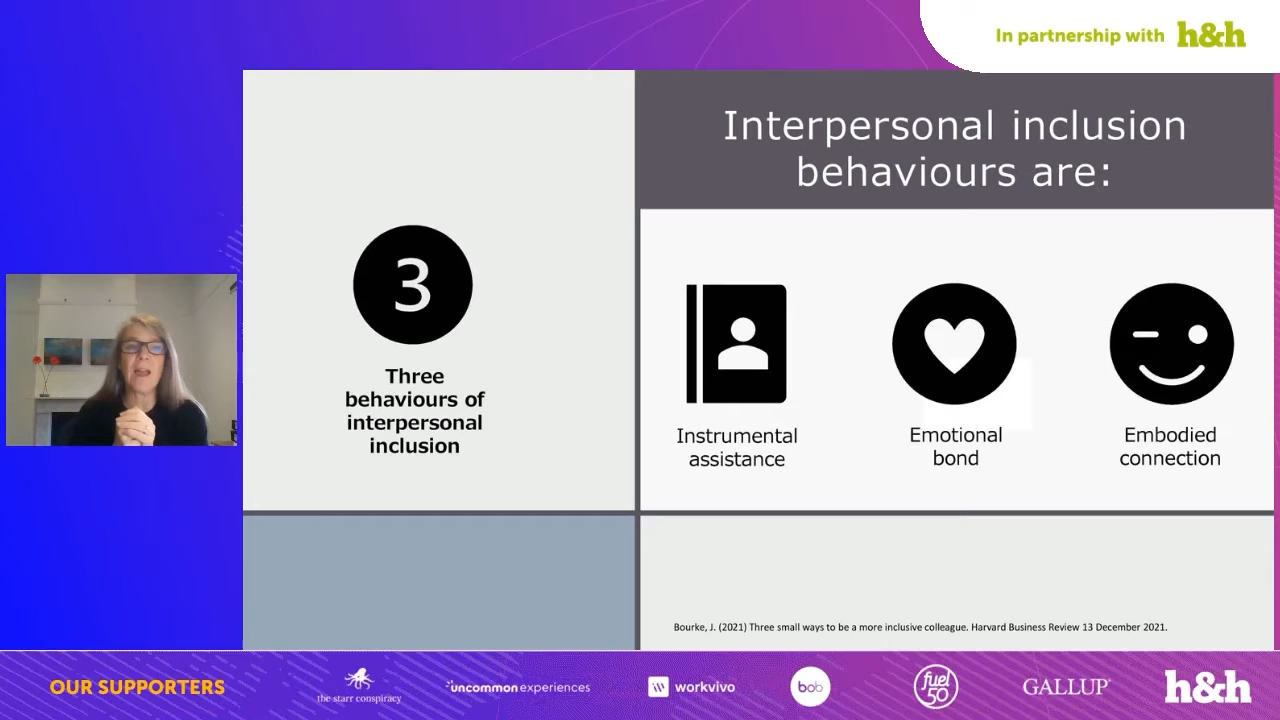 In partnership with h&h
Interpersonal inclusion
behaviours are:
3
Three
behaviours of
interpersonal
inclusion
Instrumental
assistance
Emotional
bond
Embodied
connection
Bourke, J. (2021) Three small ways to be a more inclusive colleague. Harvard Business Review 13 December 2021.
OUR SUPPORTERS
the starr conspiracy
uncommon experiences
workvivo
bob
fuel
50
GALLUP®
h&h